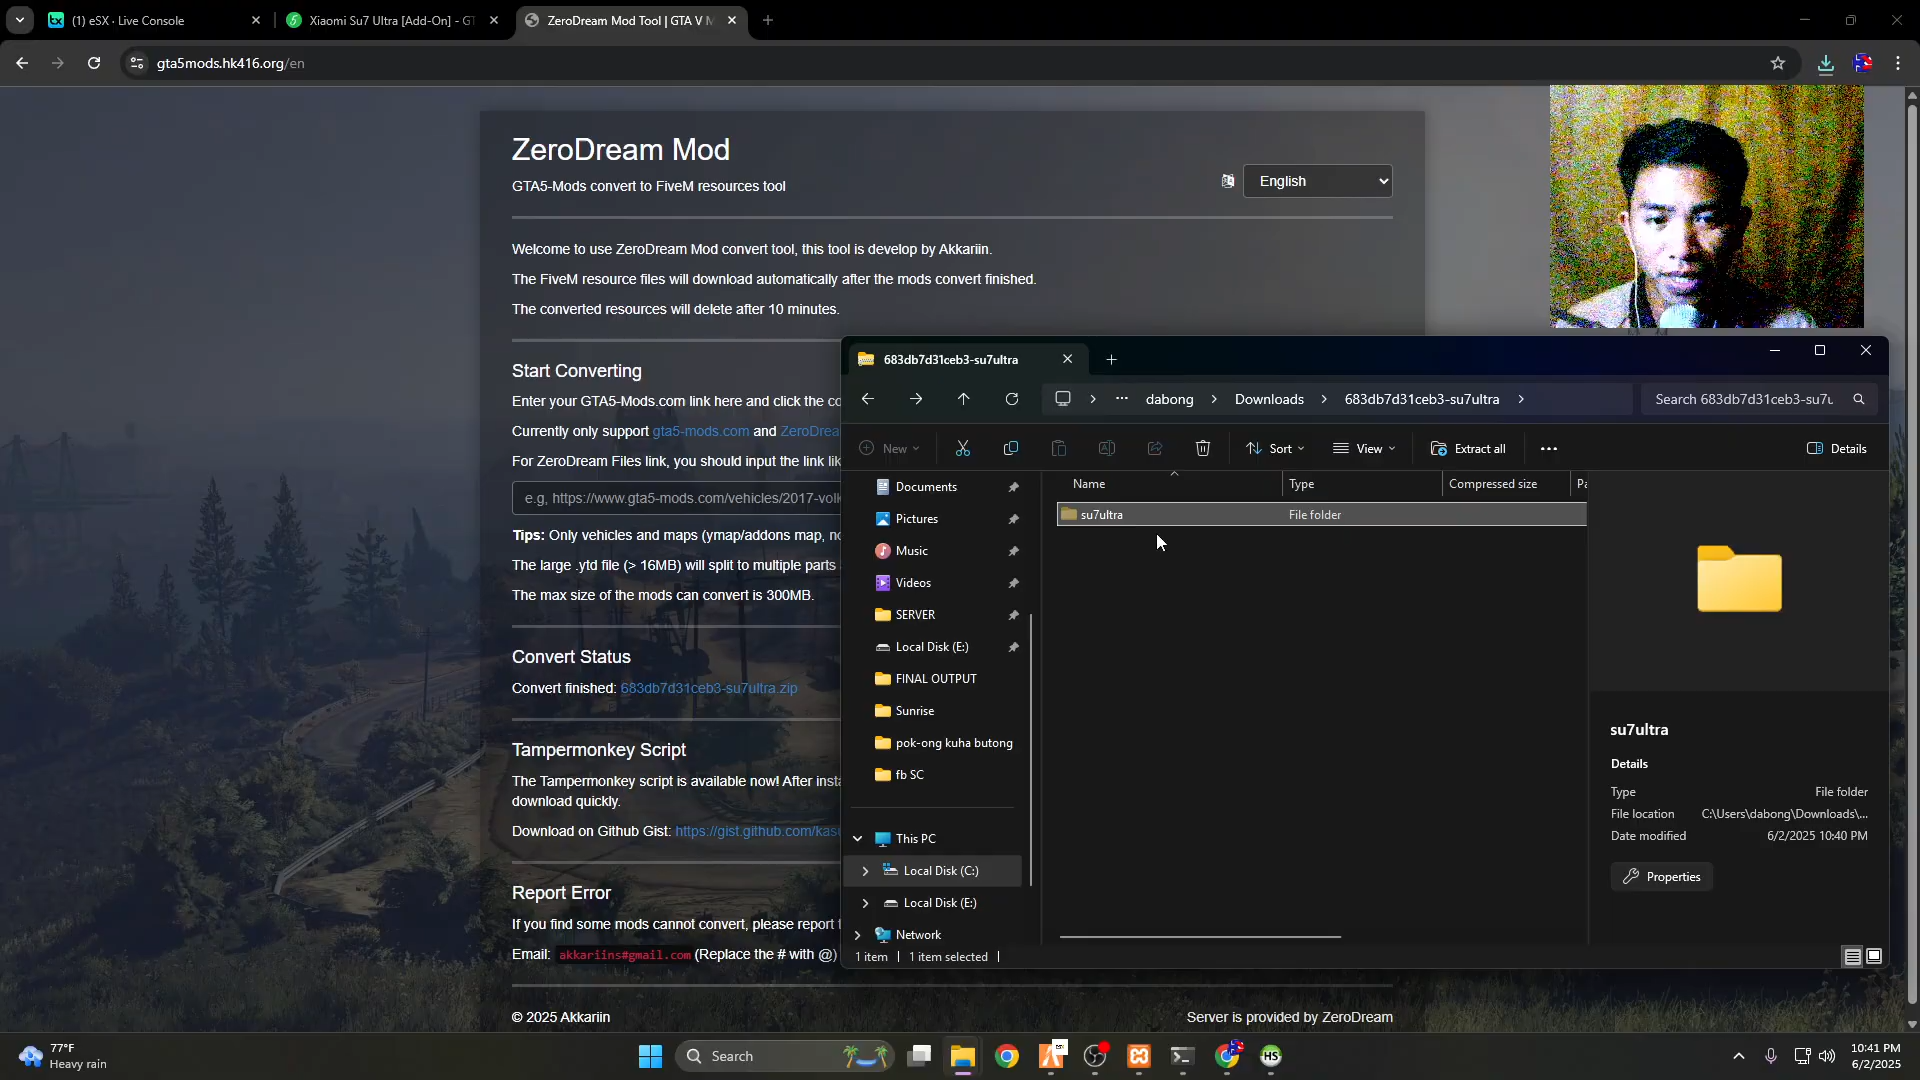 (1) eSX · Live Console
Xiaomi Su7 Ultra [Add-On] - GT
ZeroDream Mod Tool | GTA V M
gta5mods.hk416.org/en
ZeroDream Mod
GTA5-Mods convert to FiveM resources tool
English
Welcome to use ZeroDream Mod convert tool, this tool is develop by Akkariin.
The FiveM resource files will download automatically after the mods convert finished.
The converted resources will delete after 10 minutes.
Start Converting
Enter your GTA5-Mods.com link here and click the co
Currently only support gta5-mods.com and ZeroDrea
For ZeroDream Files link, you should input the link lik
e.g, https://www.gta5-mods.com/vehicles/2017-volk
Tips: Only vehicles and maps (ymap/addons map, no
The large .ytd file (> 16MB) will split to multiple parts
The max size of the mods can convert is 300MB.
Convert Status
Convert finished: 683db7d31ceb3-su7ultra.zip
Tampermonkey Script
The Tampermonkey script is available now! After insta
download quickly.
Download on Github Gist: https://gist.github.com/kasu
Report Error
If you find some mods cannot convert, please report t
Email: akkariins#gmail.com (Replace the # with @)
© 2025 Akkariin
Server is provided by ZeroDream
683db7d31ceb3-su7ultra
dabong
Downloads
683db7d31ceb3-su7ultra
Search 683db7d31ceb3-su7u
New
Sort
View
Extract all
Details
Documents
Pictures
Music
Videos
SERVER
Local Disk (E:)
FINAL OUTPUT
Sunrise
pok-ong kuha butong
fb SC
This PC
Local Disk (C:)
Local Disk (E:)
Network
Name
Type
Compressed size
Pa
su7ultra
File folder
su7ultra
Details
Type
File folder
File location
C:\Users\dabong\Downloads\...
Date modified
6/2/2025 10:40 PM
Properties
1 item
1 item selected
77°F
Heavy rain
Search
HS
10:41 PM
6/2/2025